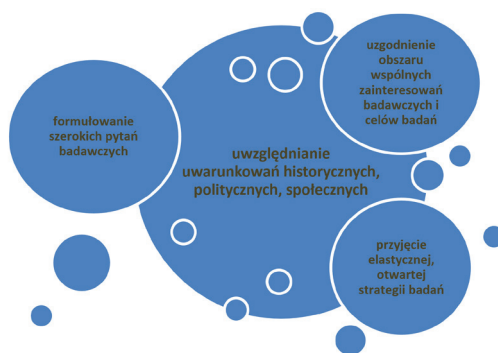 formułowanie
szerokich pytań
badawczych
uwzględnianie
uwarunkowań historycznych,
politycznych, społecznych
uzgodnienie
obszaru
wspólnych
zainteresowań
badawczych i
celów badań
przyjęcie
elastycznej,
otwartej
strategii badań